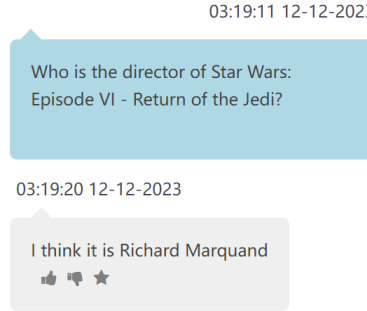 03:19:11 12-12-2023
Who is the director of Star Wars:
Episode VI - Return of the Jedi?
03:19:20 12-12-2023
I think it is Richard Marquand